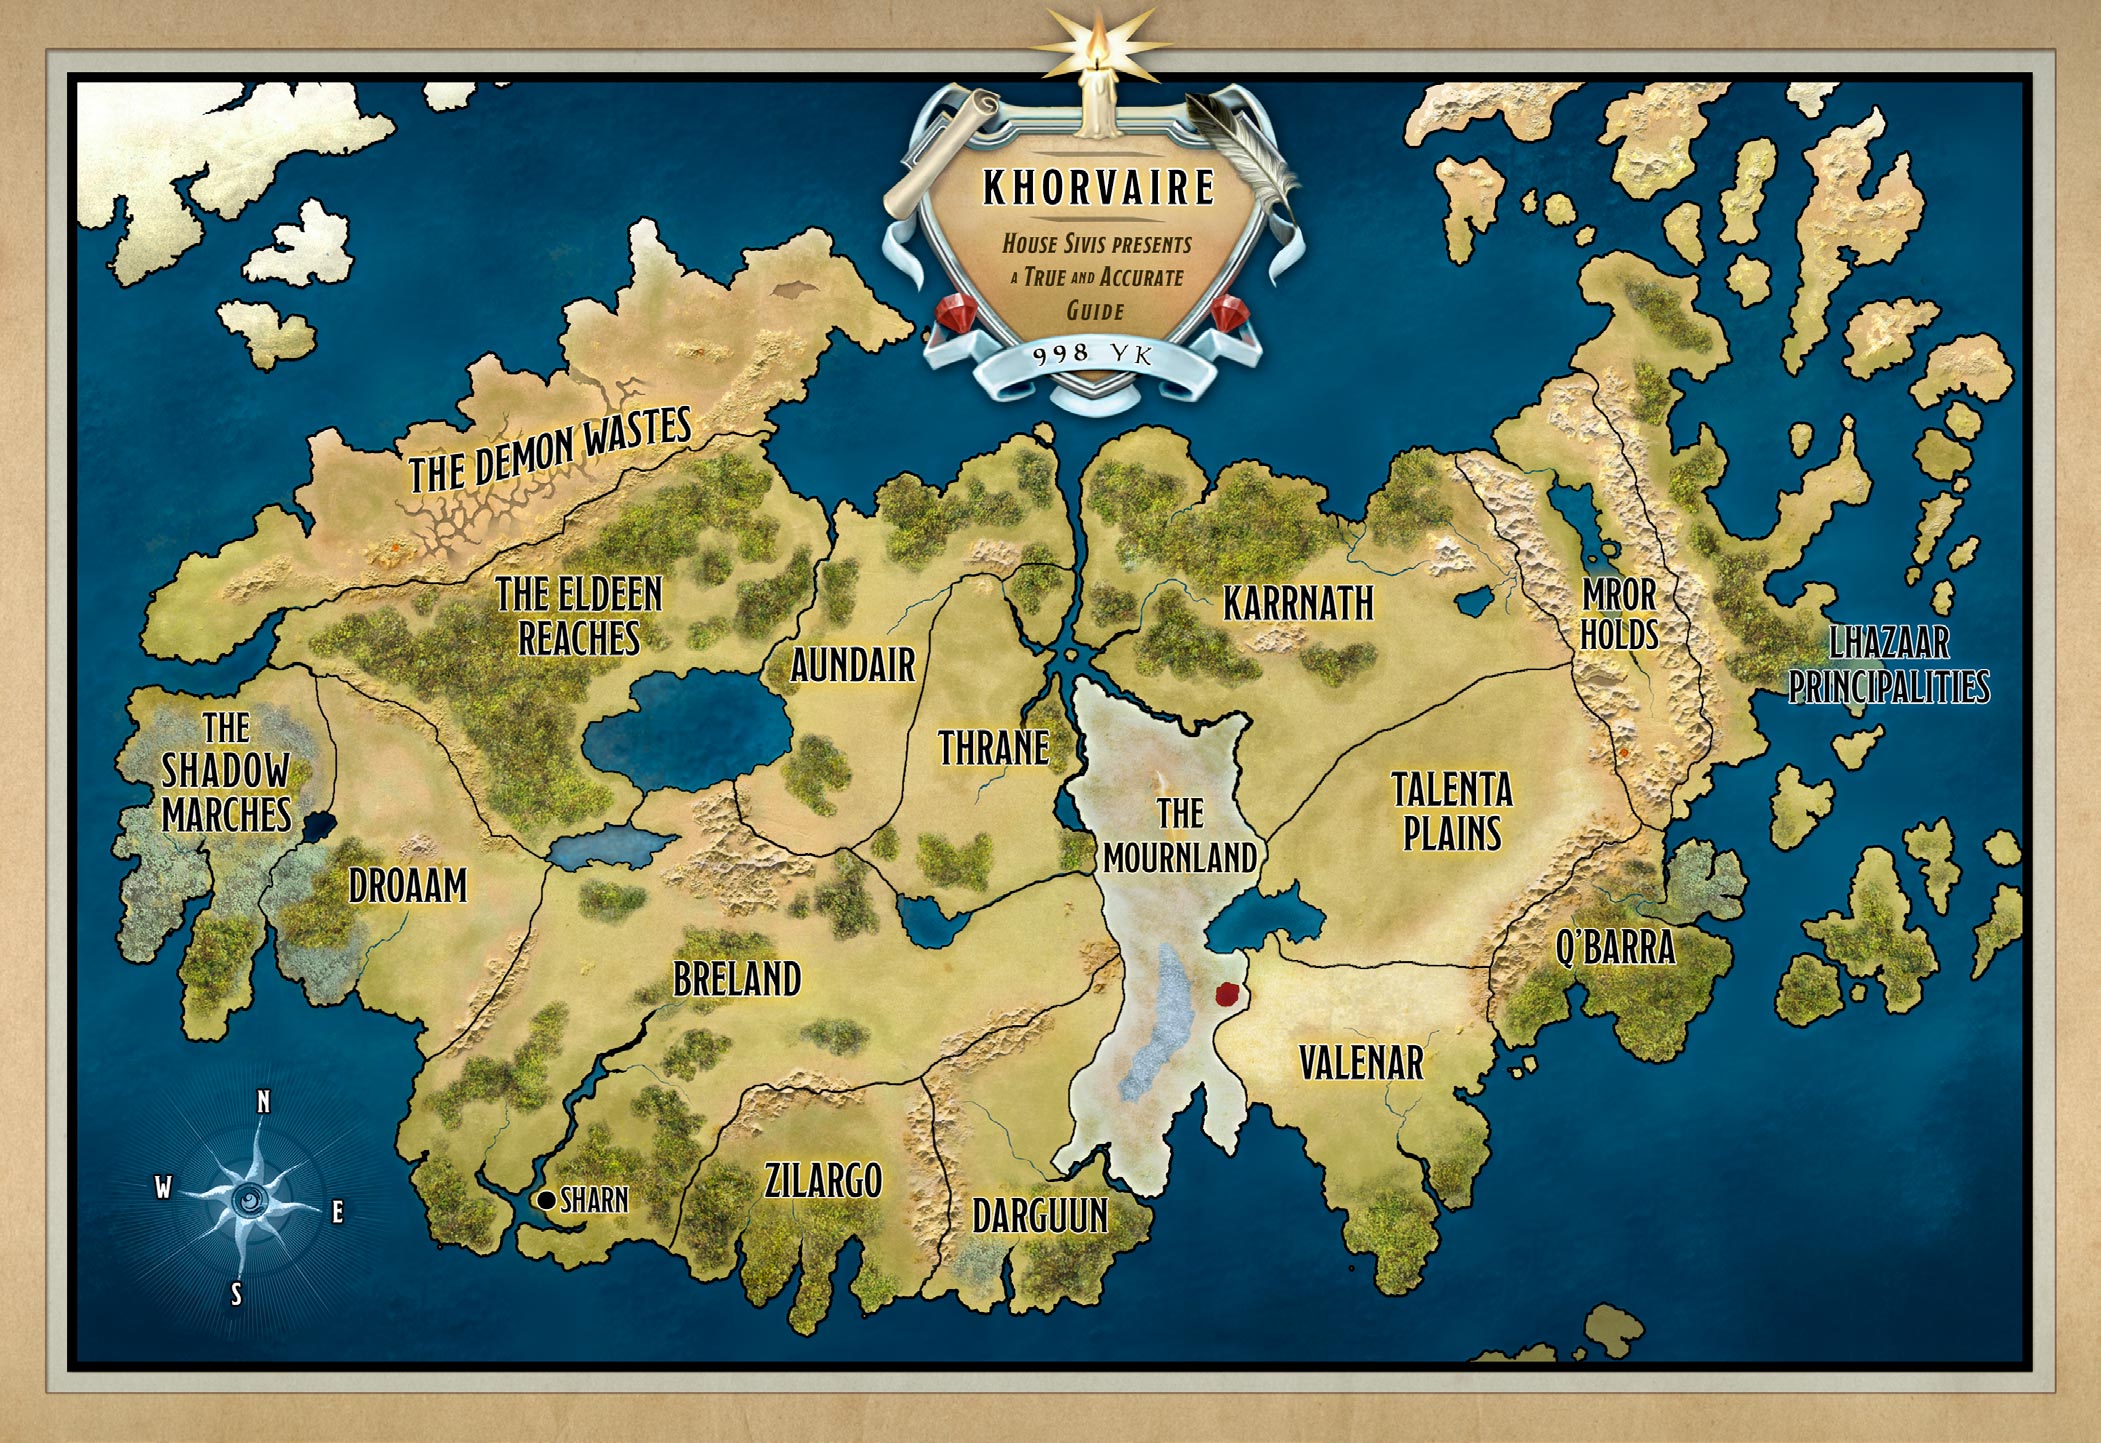 KHORVAIRE
HOUSE SIVIS PRESENTS
A TRUE AND ACCURATE
GUIDE
998 YK
THE DEMON WASTES
THE ELDEEN
REACHES
AUNDAIR
KARRNATH
MROR
HOLDS
LHAZAAR
PRINCIPALITIES
THE
SHADOW
MARCHES
THRANE
TALENTA
PLAINS
THE
MOURNLAND
DROAAM
BRELAND
Q'BARRA
VALENAR
ZILARGO
DARGUUN
SHARN
N
W
E
S